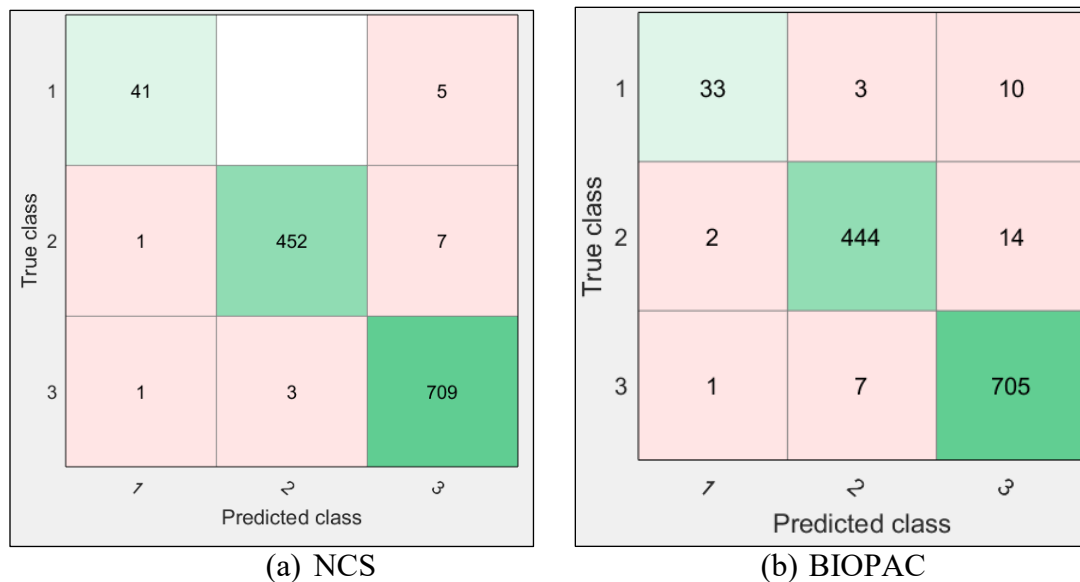 1 41 5
True class
2 1 452 7
3 1 3 709
1 2 3
Predicted class
(a) NCS
1 33 3 10
True class
2 2 444 14
3 1 7 705
1 2 3
Predicted class
(b) BIOPAC